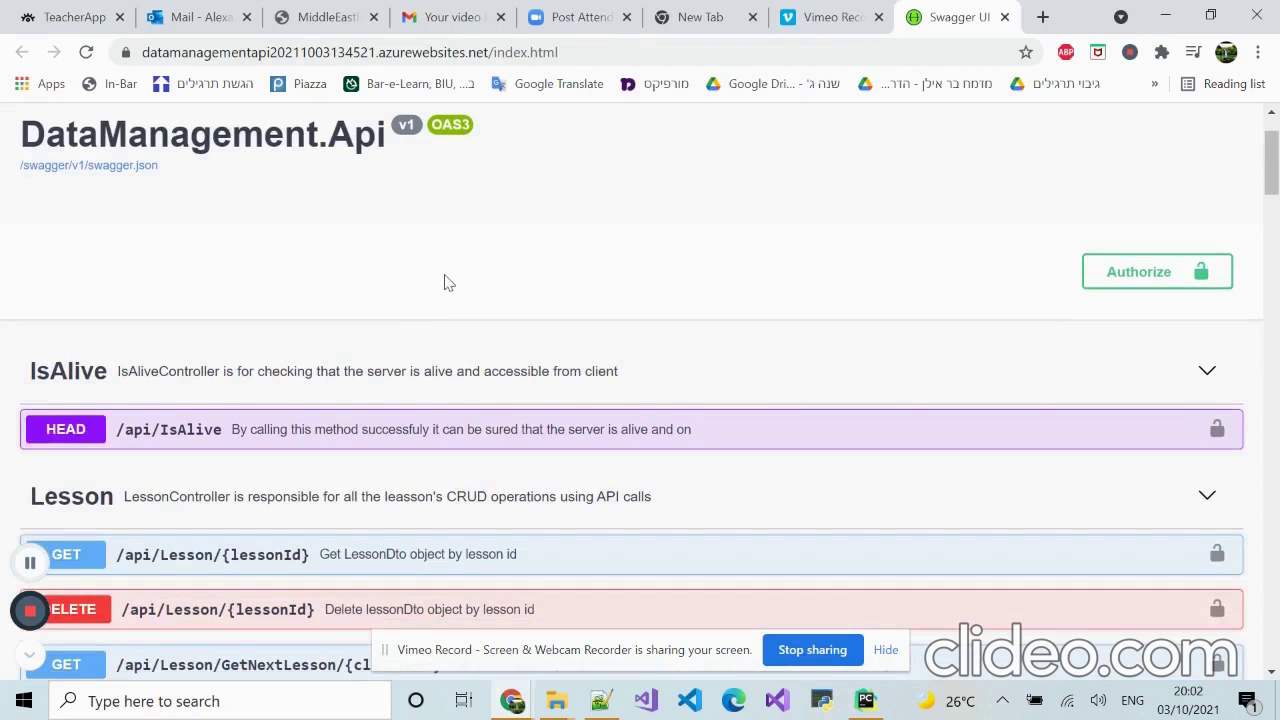 TeacherApp
Mail - Alexa
MiddleEast
Your video i
Post Attend
New Tab
Vimeo Reco
Swagger UI
datamanagementapi20211003134521.azurewebsites.net/index.html
ABP
Apps
In-Bar
הגשת תרגילים
Piazza
Bar-e-Learn, BIU, ...ב
Google Translate
מורפיקס
Google Dri... - שנה ג'
מדמח בר אילן - הדר...
גיבוי תרגילים
»
Reading list
DataManagement.Api
v1
OAS3
/swagger/v1/swagger.json
Authorize
IsAlive IsAliveController is for checking that the server is alive and accessible from client
HEAD /api/IsAlive By calling this method successfuly it can be sured that the server is alive and on
Lesson LessonController is responsible for all the leasson's CRUD operations using API calls
GET /api/Lesson/{lessonId} Get LessonDto object by lesson id
ELETE /api/Lesson/{lessonId} Delete lessonDto object by lesson id
GET /api/Lesson/GetNextLesson/{cl
Vimeo Record - Screen & Webcam Recorder is sharing your screen.
Stop sharing
Hide
clideo.com
Type here to search
26°C
ENG
20:02
03/10/2021
1